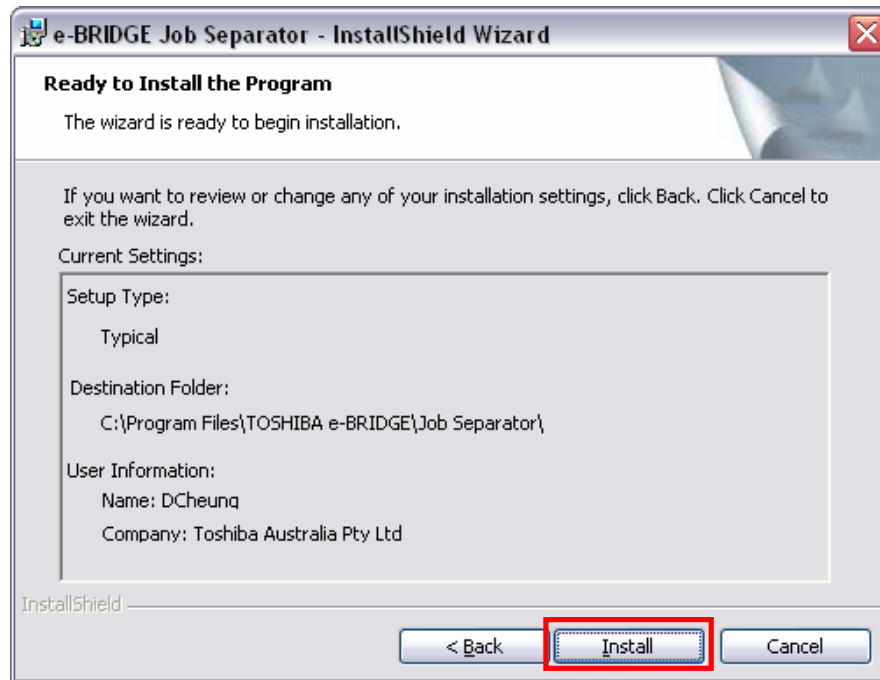 e-BRIDGE Job Separator - InstallShield Wizard
Ready to Install the Program
The wizard is ready to begin installation.
If you want to review or change any of your installation settings, click Back. Click Cancel to
exit the wizard.
Current Settings:
Setup Type:
Typical
Destination Folder:
C:\Program Files\TOSHIBA e-BRIDGE\Job Separator\
User Information:
Name: DCheung
Company: Toshiba Australia Pty Ltd
InstallShield
< Back
Install
Cancel